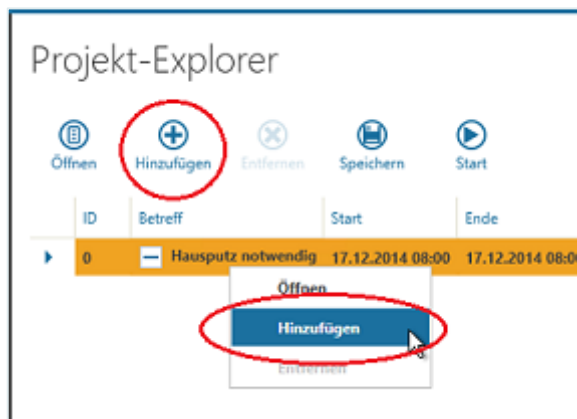 Projekt-Explorer
Öffnen Hinzufügen Entfernen Speichern Start
ID Betreff Start Ende
0 Hausputz notwendig 17.12.2014 08:00 17.12.2014 08:00
Öffnen
Hinzufügen
Entfernen